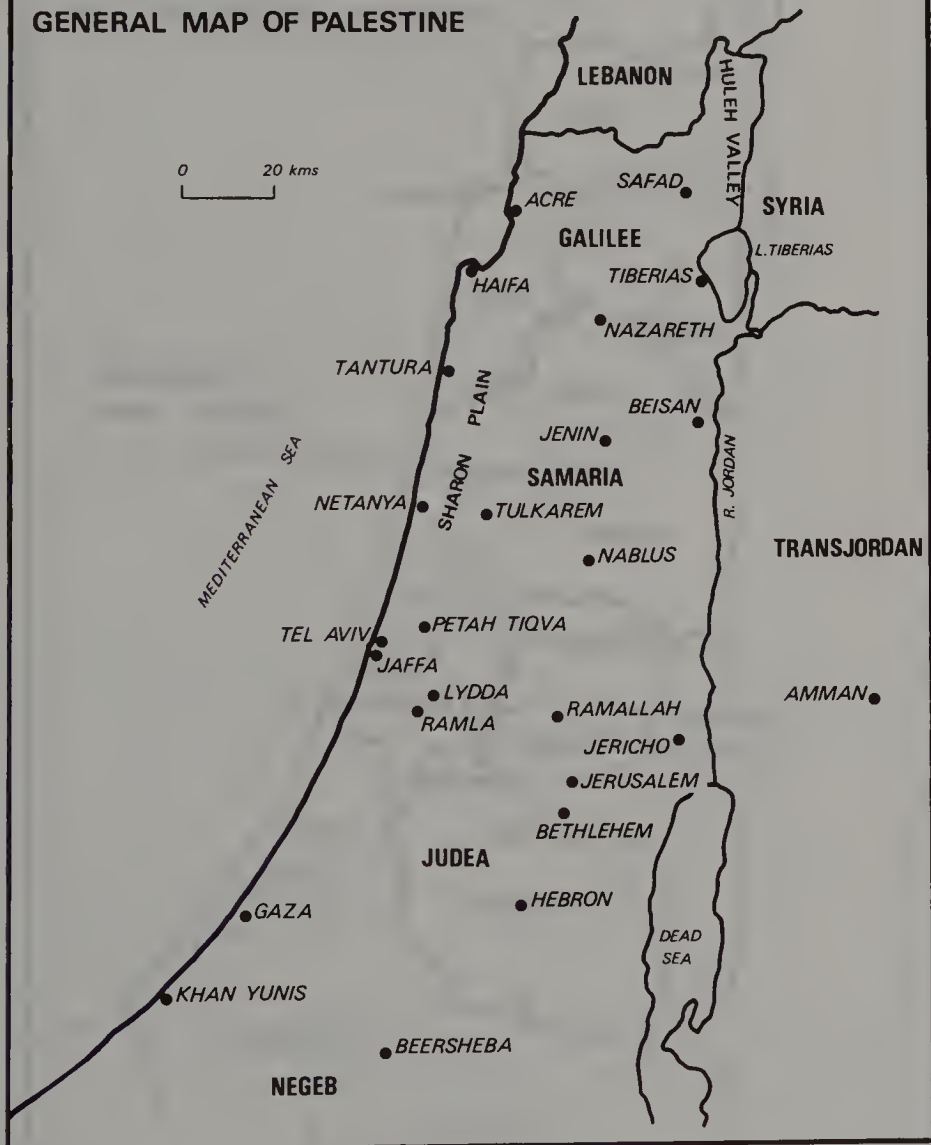 GENERAL MAP OF PALESTINE
LEBANON
HULEH VALLEY
0 20 kms
SAFAD
ACRE
SYRIA
GALILEE
L.TIBERIAS
TIBERIAS
HAIFA
NAZARETH
TANTURA
SHARON PLAIN
BEISAN
JENIN
R. JORDAN
SAMARIA
MEDITERRANEAN SEA
NETANYA
TULKAREM
TRANSJORDAN
NABLUS
PETAH TIQVA
TEL AVIV
JAFFA
LYDDA
AMMAN
RAMALLAH
RAMLA
JERICHO
JERUSALEM
BETHLEHEM
JUDEA
HEBRON
GAZA
DEAD
SEA
KHAN YUNIS
BEERSHEBA
NEGEB